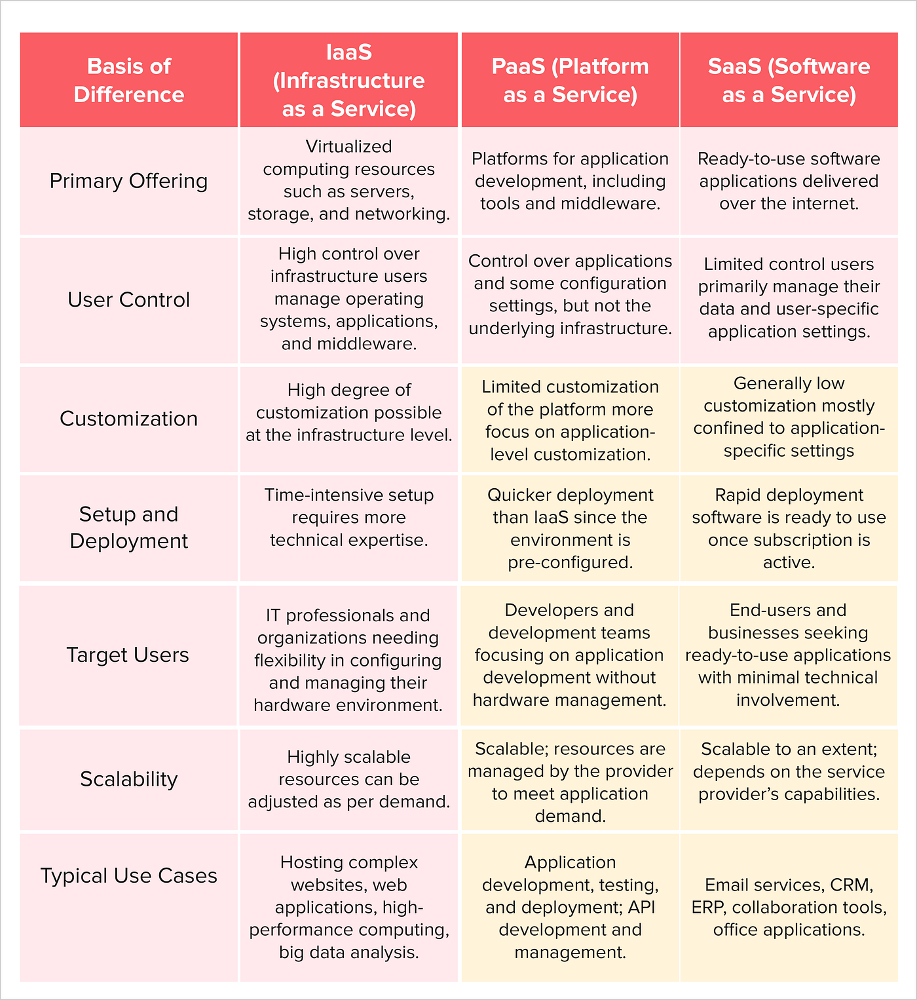 Basis of
Difference
IaaS
(Infrastructure
as a Service)
PaaS (Platform
as a Service)
SaaS (Software
as a Service)
Primary Offering
Virtualized
computing resources
such as servers,
storage, and networking.
Platforms for application
development, including
tools and middleware.
Ready-to-use software
applications delivered
over the internet.
User Control
High control over
infrastructure users
manage operating
systems, applications,
and middleware.
Control over applications
and some configuration
settings, but not the
underlying infrastructure.
Limited control users
primarily manage their
data and user-specific
application settings.
Customization
High degree of
customization possible
at the infrastructure level.
Limited customization
of the platform more
focus on application-
level customization.
Generally low
customization mostly
confined to application-
specific settings
Setup and
Deployment
Time-intensive setup
requires more
technical expertise.
Quicker deployment
than IaaS since the
environment is
pre-configured.
Rapid deployment
software is ready to use
once subscription is
active.
Target Users
IT professionals and
organizations needing
flexibility in configuring
and managing their
hardware environment.
Developers and
development teams
focusing on application
development without
hardware management.
End-users and
businesses seeking
ready-to-use applications
with minimal technical
involvement.
Scalability
Highly scalable
resources can be
adjusted as per demand.
Scalable; resources are
managed by the provider
to meet application
demand.
Scalable to an extent;
depends on the service
provider’s capabilities.
Typical Use Cases
Hosting complex
websites, web
applications, high-
performance computing,
big data analysis.
Application
development, testing,
and deployment; API
development and
management.
Email services, CRM,
ERP, collaboration tools,
office applications.